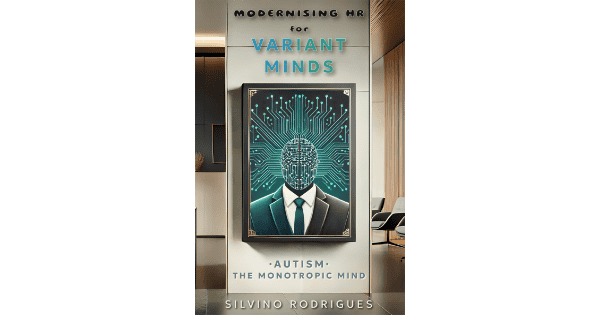 MODERNISING HR
for
VARIANT
MINDS
·AUTISM·
THE MONOTROPIC MIND
SILVINO RODRIGUES